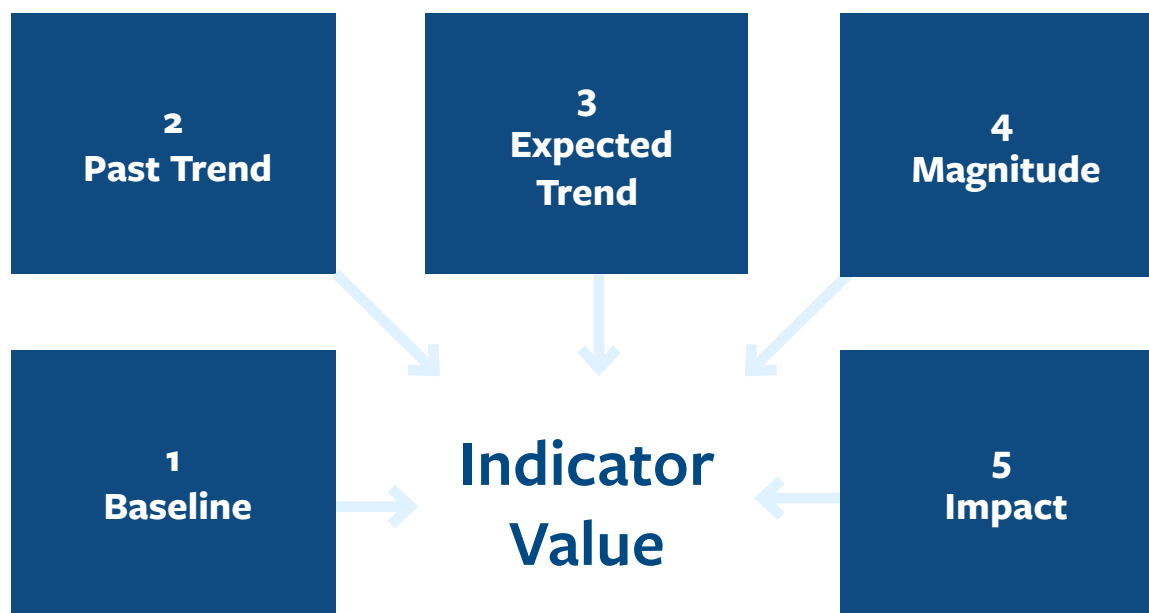 2
Past Trend
3
Expected
Trend
4
Magnitude
1
Baseline
Indicator
Value
5
Impact